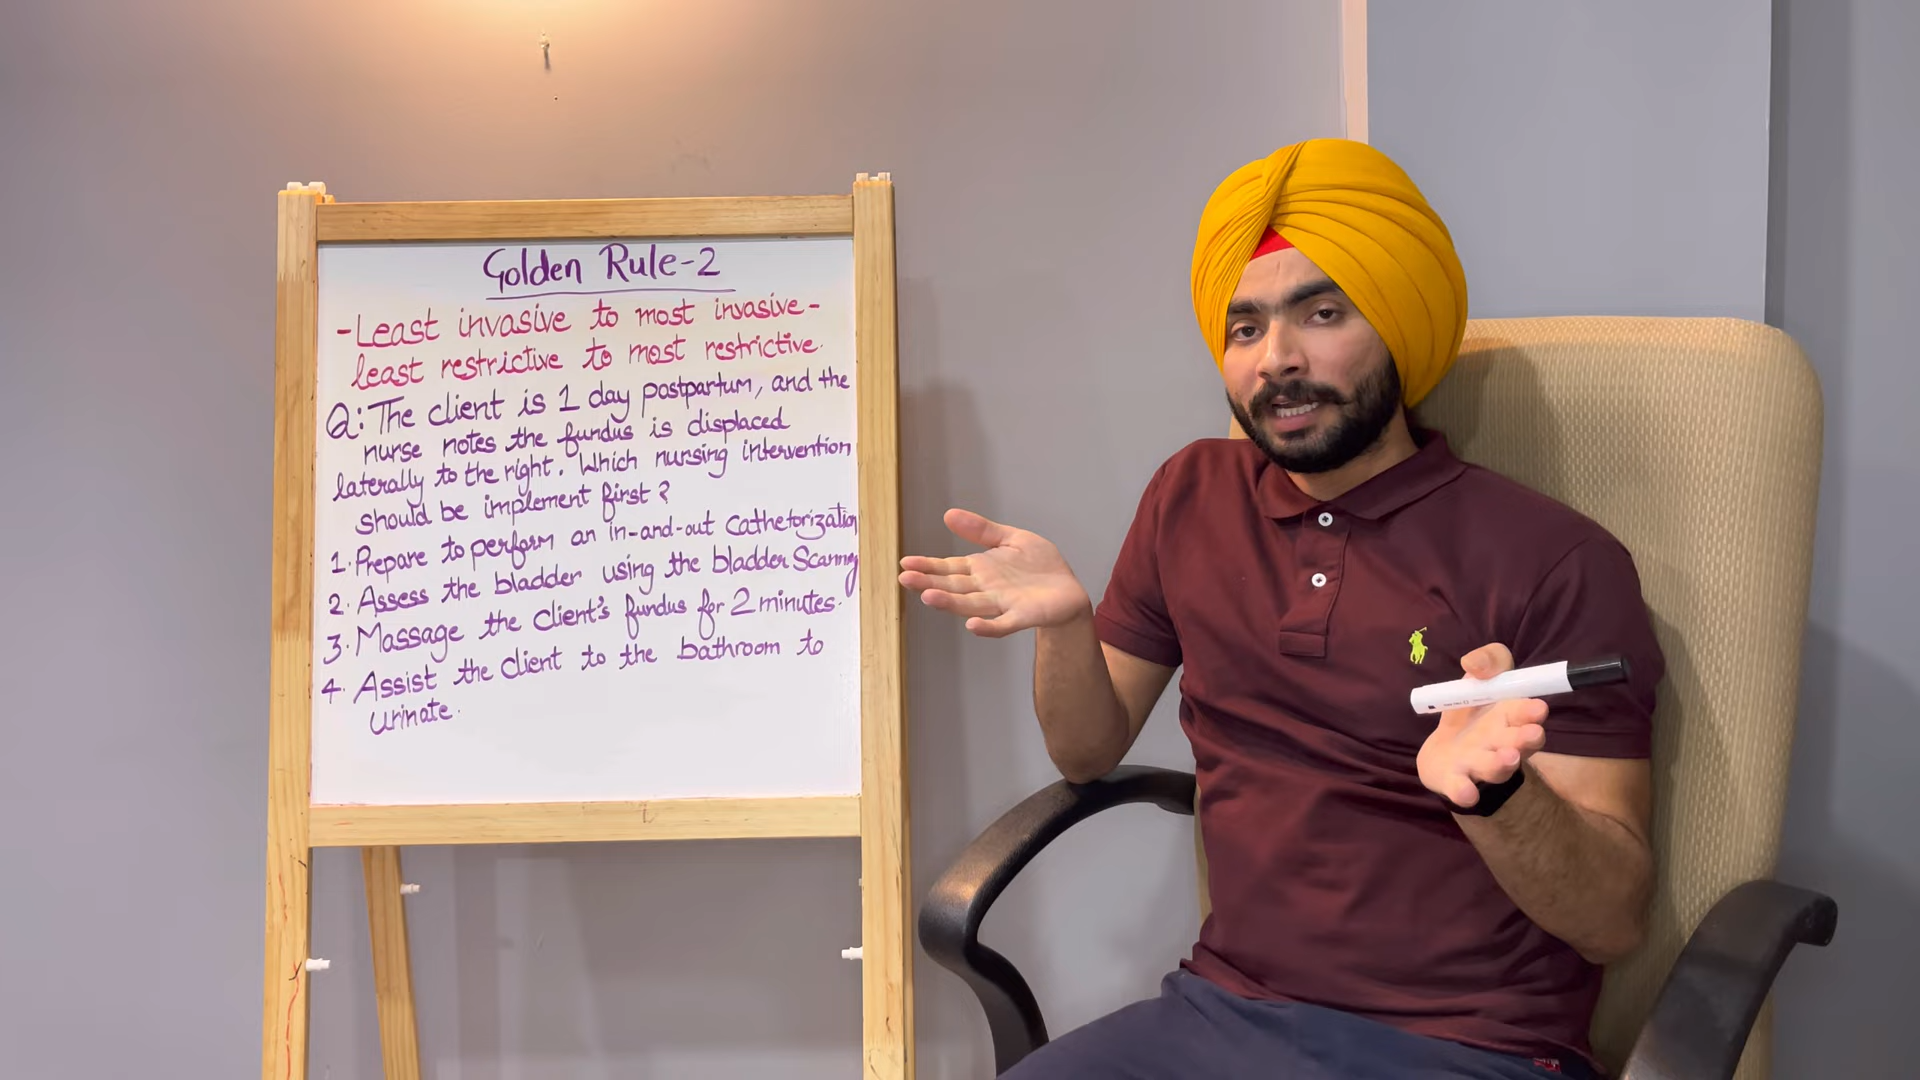 Golden Rule-2
-Least invasive to most invasive-
least restrictive to most restrictive.
Q: The client is 1 day postpartum, and the
nurse notes the fundus is displaced
laterally to the right. Which nursing intervention
should be implement first?
1. Prepare to perform an in-and-out Cathetorization
2. Assess the bladder using the bladder Scanner
3. Massage the client's fundus for 2 minutes.
4. Assist the client to the bathroom to
urinate.